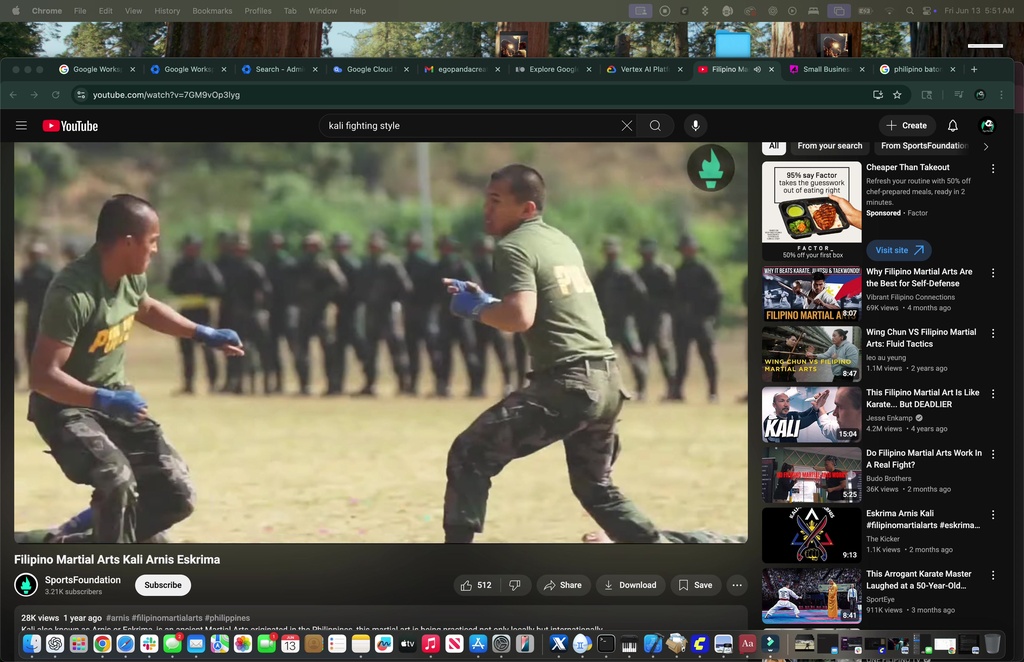 Chrome File Edit View History Bookmarks Profiles Tab Window Help Fri Jun 13 5:51 AM
Google Works Google Works Search - Admi Google Cloud egopandacrea Explore Googl Vertex AI Platf Filipino Ma Small Busines philipino baton
youtube.com/watch?v=7GM9vOp3lyg
YouTube
kali fighting style
Create
All From your search From SportsFoundation
95% say Factor
takes the guesswork
out of eating right
FACTOR_
50% off your first box
Cheaper Than Takeout
Refresh your routine with 50% off
chef-prepared meals, ready in 2
minutes.
Sponsored · Factor
Visit site
FILIPINO MARTIAL A
8:07
Why Filipino Martial Arts Are
the Best for Self-Defense
Vibrant Filipino Connections
69K views · 4 months ago
WING CHUN VS FILIPINO
MARTIAL ARTS
8:47
Wing Chun VS Filipino Martial
Arts: Fluid Tactics
leo au yeung
1.1M views · 2 years ago
KALI
15:04
This Filipino Martial Art Is Like
Karate... But DEADLIER
Jesse Enkamp
4.2M views · 4 years ago
5:25
Do Filipino Martial Arts Work In
A Real Fight?
Budo Brothers
36K views · 2 months ago
9:13
Eskrima Arnis Kali
#filipinomartialarts #eskrima...
The Kicker
1.1K views · 2 months ago
8:41
This Arrogant Karate Master
Laughed at a 50-Year-Old...
SportEye
911K views · 3 months ago
Filipino Martial Arts Kali Arnis Eskrima
SportsFoundation
3.21K subscribers
Subscribe
512
Share
Download
Save
28K views 1 year ago #arnis #filipinomartialarts #philippines